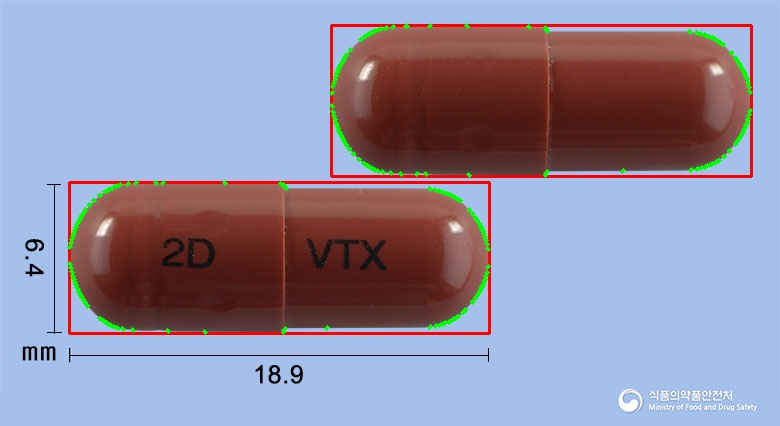 2D VTX
6.4
mm
18.9
식품의약품안전처
Ministry of Food and Drug Safety